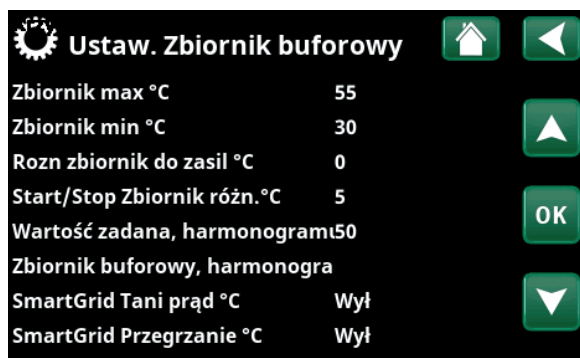 Ustaw. Zbiornik buforowy
Zbiornik max °C 55
Zbiornik min °C 30
Rozn zbiornik do zasil °C 0
Start/Stop Zbiornik różn.°C 5
OK
Wartość zadana, harmonogramu 50
Zbiornik buforowy, harmonogra
SmartGrid Tani prąd °C Wył
SmartGrid Przegrzanie °C Wył